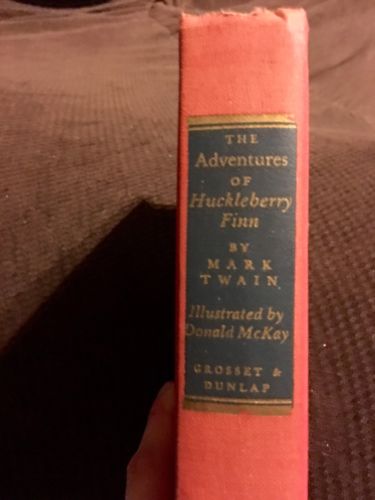 THE
Adventures
OF
Huckleberry
Finn
BY
MARK
TWAIN
Illustrated by
Donald McKay
GROSSET &
DUNLAP